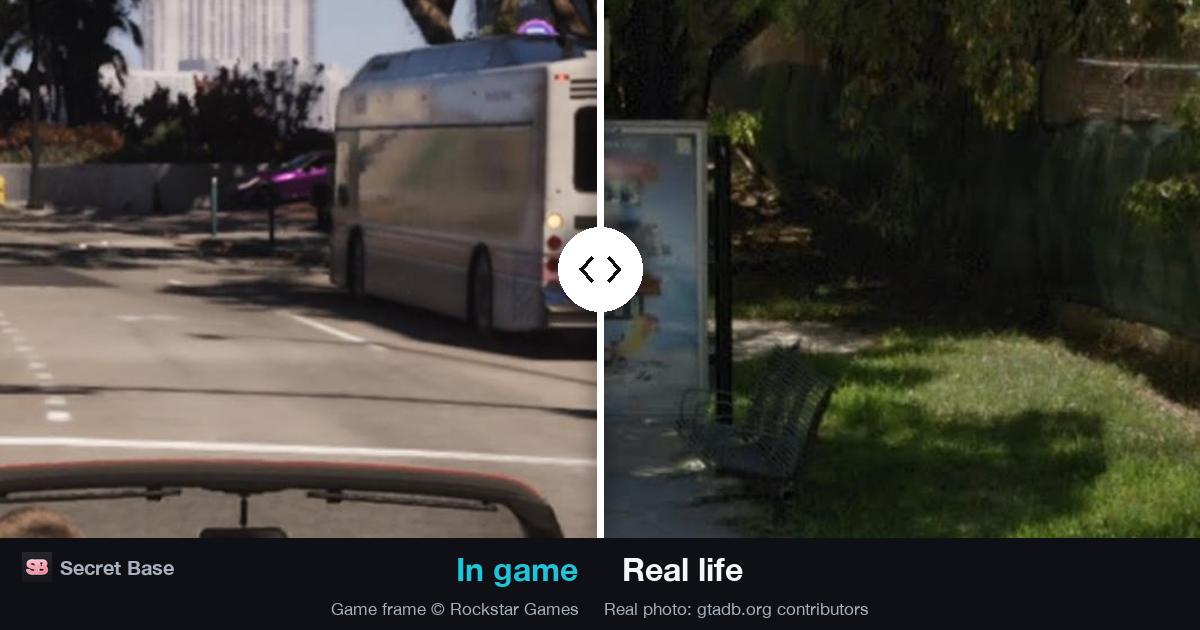 SB Secret Base
In game
Real life
Game frame © Rockstar Games
Real photo: gtadb.org contributors